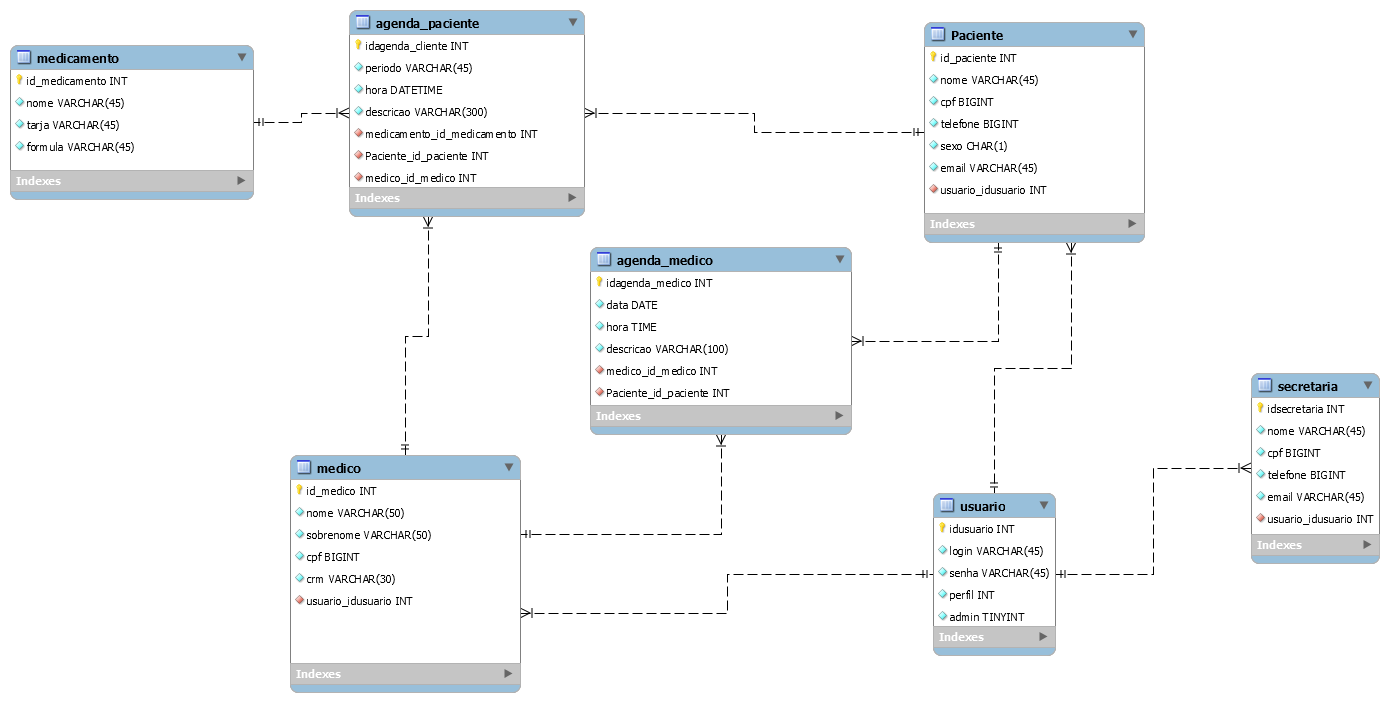 medicamento
id_medicamento INT
nome VARCHAR(45)
tarja VARCHAR(45)
formula VARCHAR(45)
Indexes
agenda_paciente
idagenda_cliente INT
periodo VARCHAR(45)
hora DATETIME
descricao VARCHAR(300)
medicamento_id_medicamento INT
Paciente_id_paciente INT
medico_id_medico INT
Indexes
Paciente
id_paciente INT
nome VARCHAR(45)
cpf BIGINT
telefone BIGINT
sexo CHAR(1)
email VARCHAR(45)
usuario_idusuario INT
Indexes
agenda_medico
idagenda_medico INT
data DATE
hora TIME
descricao VARCHAR(100)
medico_id_medico INT
Paciente_id_paciente INT
Indexes
medico
id_medico INT
nome VARCHAR(50)
sobrenome VARCHAR(50)
cpf BIGINT
crm VARCHAR(30)
usuario_idusuario INT
Indexes
usuario
idusuario INT
login VARCHAR(45)
senha VARCHAR(45)
perfil INT
admin TINYINT
Indexes
secretaria
idsecretaria INT
nome VARCHAR(45)
cpf BIGINT
telefone BIGINT
email VARCHAR(45)
usuario_idusuario INT
Indexes